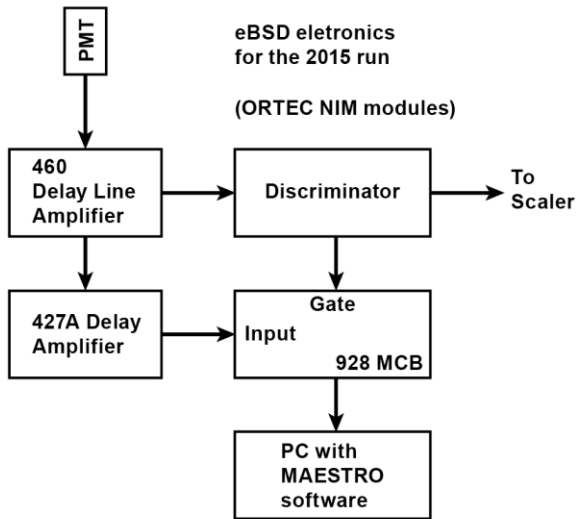 PMT
eBSD eletronics
for the 2015 run
(ORTEC NIM modules)
460
Delay Line
Amplifier
Discriminator
To
Scaler
427A Delay
Amplifier
Gate
Input
928 MCB
PC with
MAESTRO
software